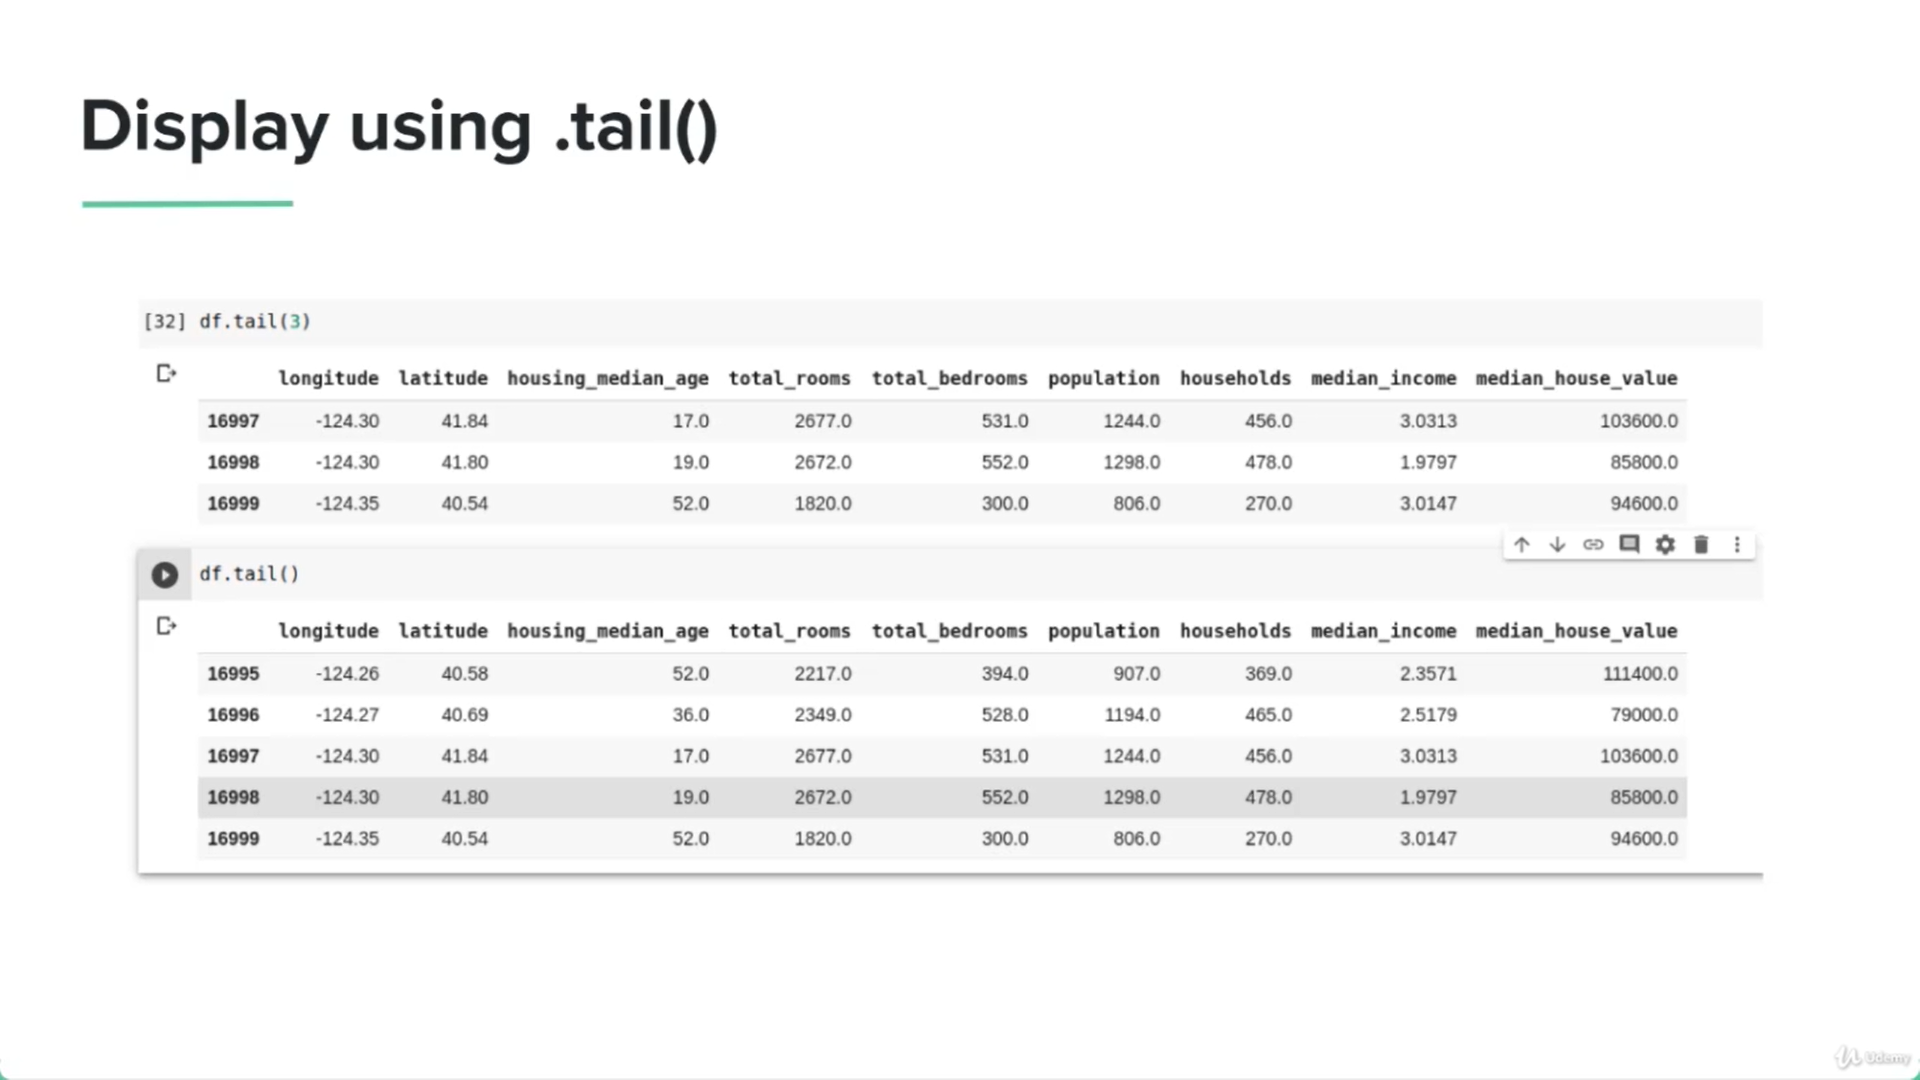 Display using .tail()
[32] df.tail(3)
longitude latitude housing_median_age total_rooms total_bedrooms population households median_income median_house_value
16997 -124.30 41.84 17.0 2677.0 531.0 1244.0 456.0 3.0313 103600.0
16998 -124.30 41.80 19.0 2672.0 552.0 1298.0 478.0 1.9797 85800.0
16999 -124.35 40.54 52.0 1820.0 300.0 806.0 270.0 3.0147 94600.0
df.tail()
longitude latitude housing_median_age total_rooms total_bedrooms population households median_income median_house_value
16995 -124.26 40.58 52.0 2217.0 394.0 907.0 369.0 2.3571 111400.0
16996 -124.27 40.69 36.0 2349.0 528.0 1194.0 465.0 2.5179 79000.0
16997 -124.30 41.84 17.0 2677.0 531.0 1244.0 456.0 3.0313 103600.0
16998 -124.30 41.80 19.0 2672.0 552.0 1298.0 478.0 1.9797 85800.0
16999 -124.35 40.54 52.0 1820.0 300.0 806.0 270.0 3.0147 94600.0
Udemy